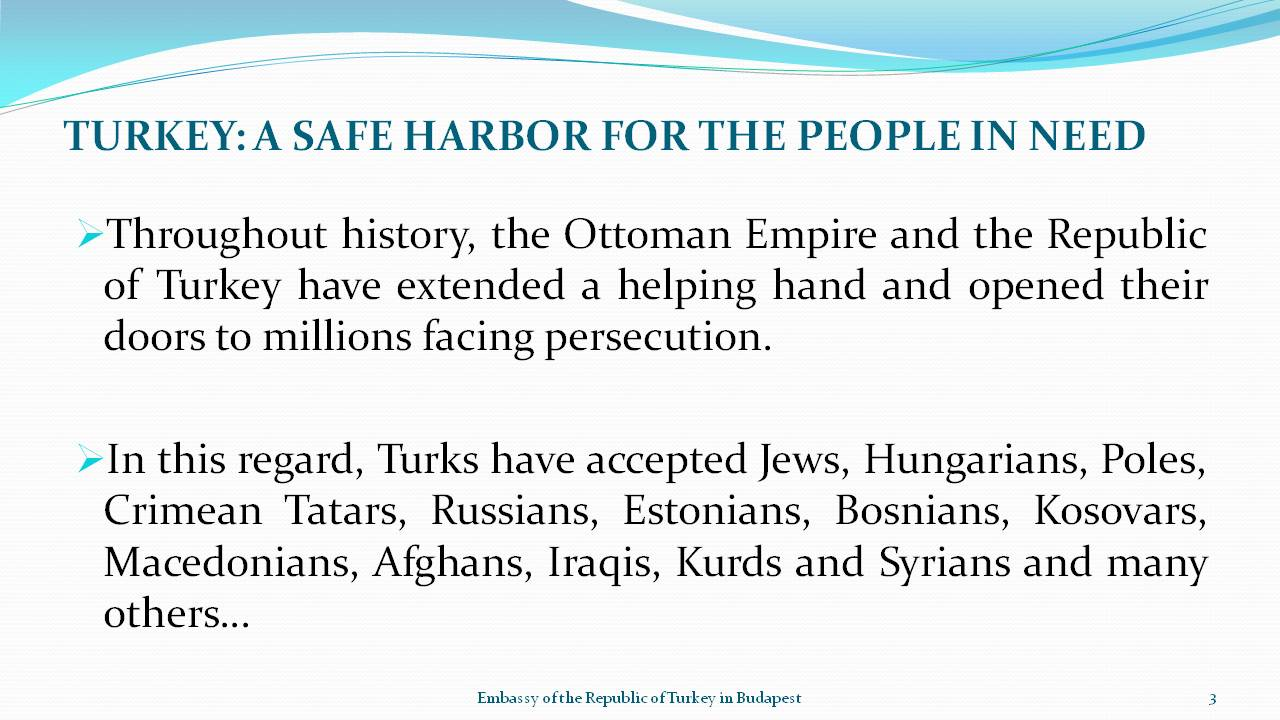 TURKEY: A SAFE HARBOR FOR THE PEOPLE IN NEED
➢Throughout history, the Ottoman Empire and the Republic
of Turkey have extended a helping hand and opened their
doors to millions facing persecution.
➢In this regard, Turks have accepted Jews, Hungarians, Poles,
Crimean Tatars, Russians, Estonians, Bosnians, Kosovars,
Macedonians, Afghans, Iraqis, Kurds and Syrians and many
others...
Embassy of the Republic of Turkey in Budapest
3